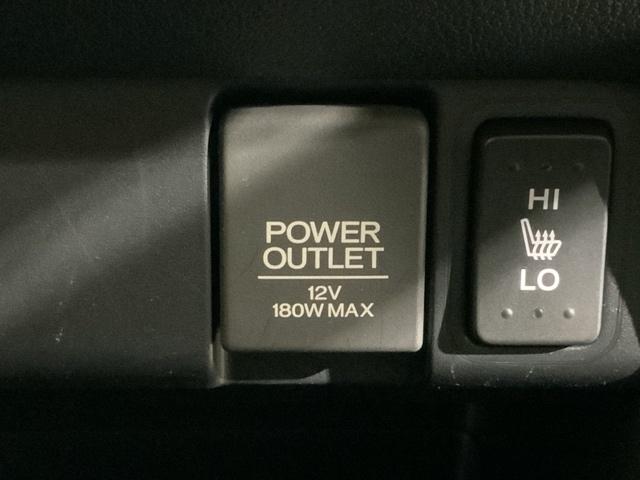 POWER
OUTLET
12V
180W MAX
HI
LO